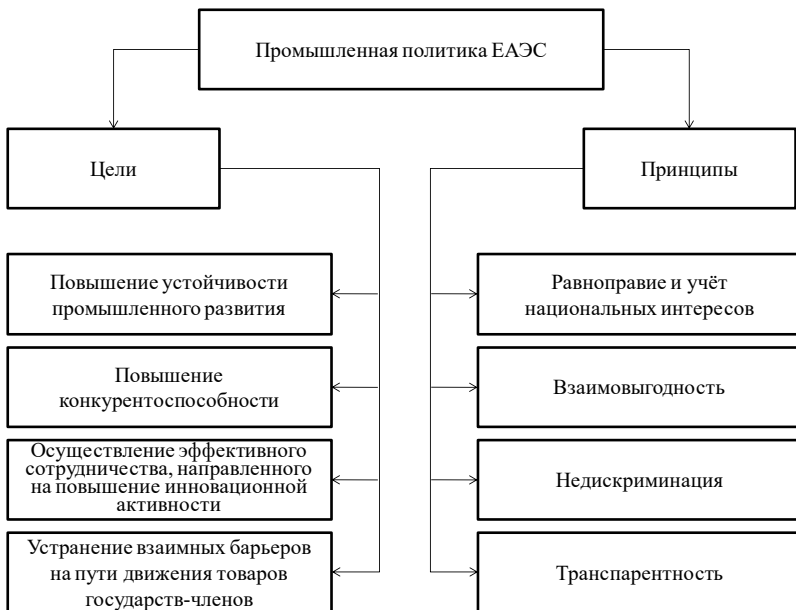 Промышленная политика ЕАЭС
Цели
Принципы
Повышение устойчивости
промышленного развития
Равноправие и учёт
национальных интересов
Повышение
конкурентоспособности
Взаимовыгодность
Осуществление эффективного
сотрудничества, направленного
на повышение инновационной
активности
Недискриминация
Устранение взаимных барьеров
на пути движения товаров
государств-членов
Транспарентность